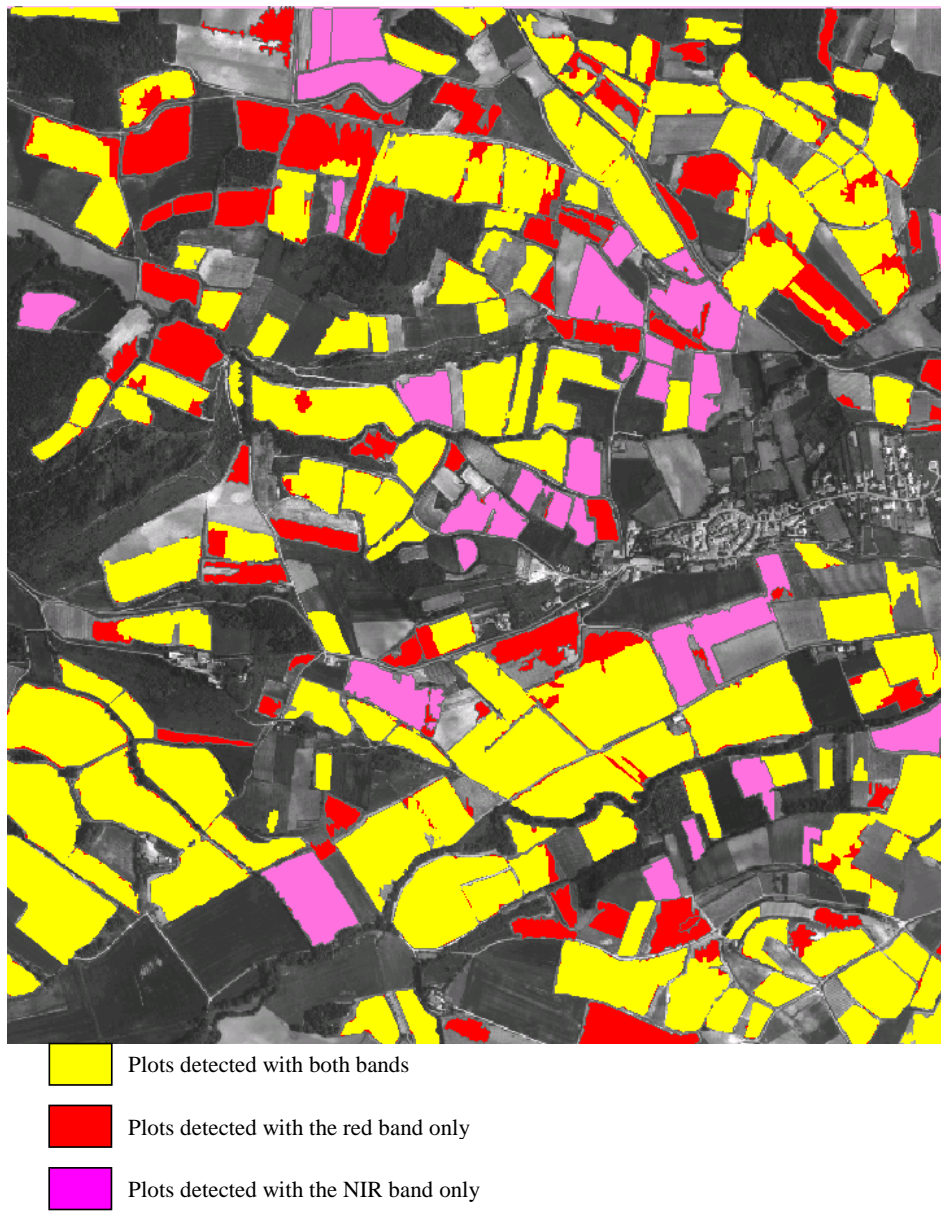 Plots detected with both bands
Plots detected with the red band only
Plots detected with the NIR band only